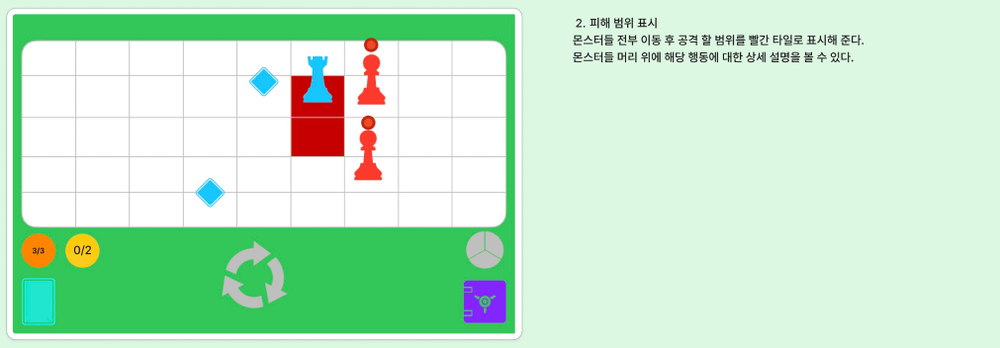 2. 피해 범위 표시
몬스터들 전부 이동 후 공격 할 범위를 빨간 타일로 표시해 준다.
몬스터들 머리 위에 해당 행동에 대한 상세 설명을 볼 수 있다.
3/3
0/2